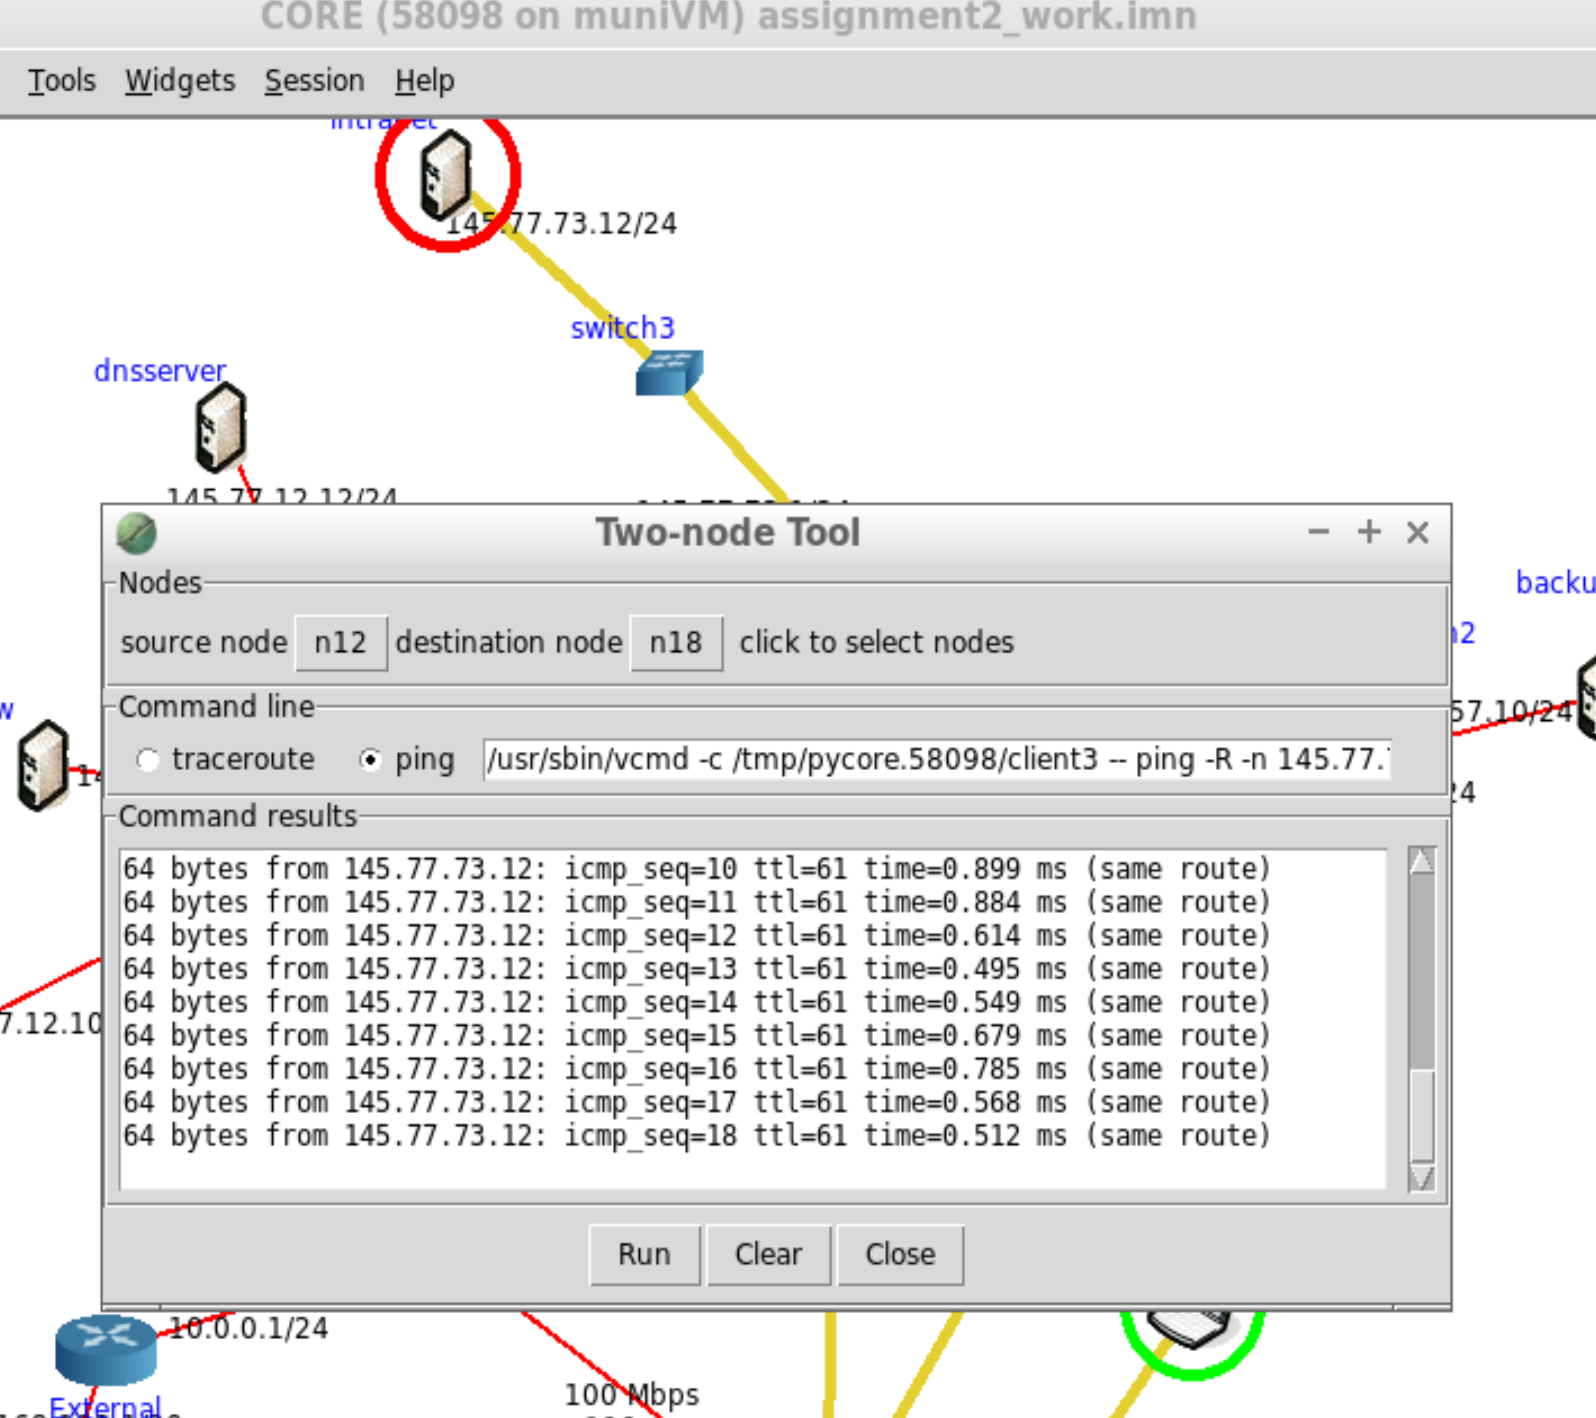 CORE (58098 on muniVM) assignment2_work.imn
Tools Widgets Session Help
intranet
145.77.73.12/24
switch3
dnsserver
145.77.12.12/24
Two-node Tool
Nodes
source node n12 destination node n18 click to select nodes
backu
n2
Command line
w
57.10/24
traceroute ping /usr/sbin/vcmd -c /tmp/pycore.58098/client3 -- ping -R -n 145.77.
14
24
Command results
64 bytes from 145.77.73.12: icmp_seq=10 ttl=61 time=0.899 ms (same route)
64 bytes from 145.77.73.12: icmp_seq=11 ttl=61 time=0.884 ms (same route)
64 bytes from 145.77.73.12: icmp_seq=12 ttl=61 time=0.614 ms (same route)
64 bytes from 145.77.73.12: icmp_seq=13 ttl=61 time=0.495 ms (same route)
64 bytes from 145.77.73.12: icmp_seq=14 ttl=61 time=0.549 ms (same route)
7.12.10
64 bytes from 145.77.73.12: icmp_seq=15 ttl=61 time=0.679 ms (same route)
64 bytes from 145.77.73.12: icmp_seq=16 ttl=61 time=0.785 ms (same route)
64 bytes from 145.77.73.12: icmp_seq=17 ttl=61 time=0.568 ms (same route)
64 bytes from 145.77.73.12: icmp_seq=18 ttl=61 time=0.512 ms (same route)
Run Clear Close
10.0.0.1/24
100 Mbps
External